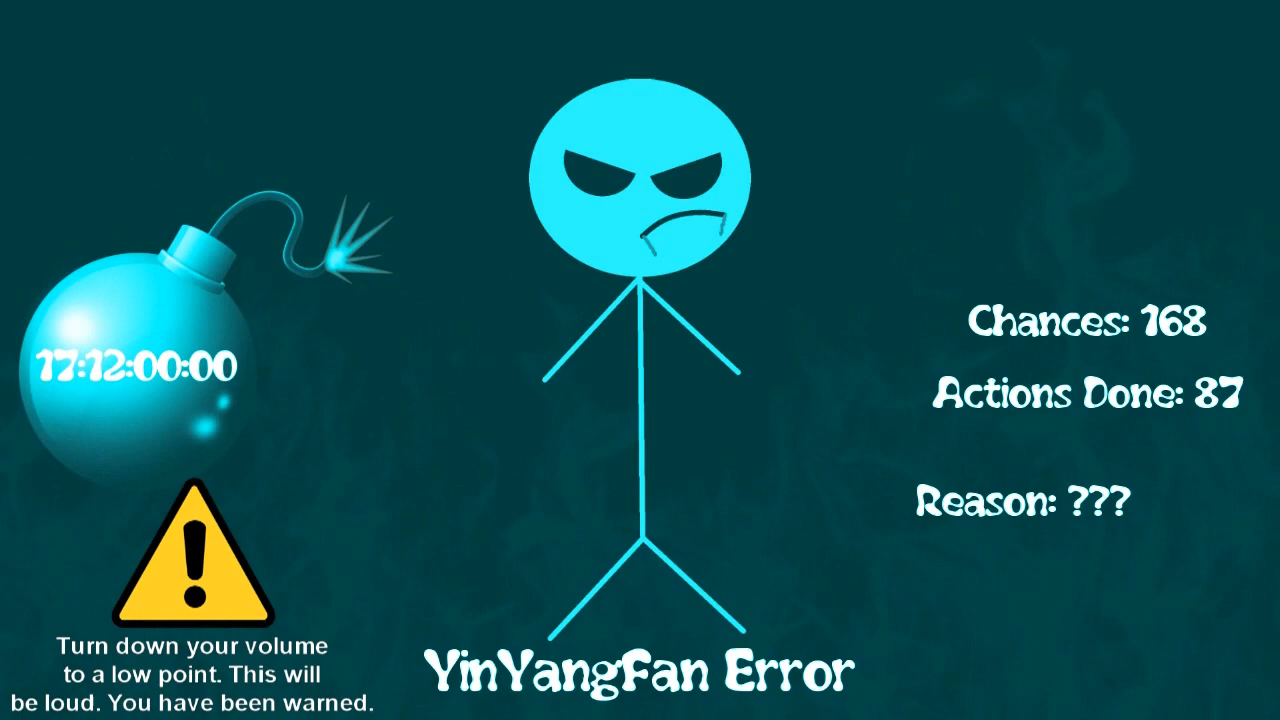 17:12:00:00
Chances: 168
Actions Done: 87
Reason: ???
Turn down your volume
to a low point. This will
be loud. You have been warned.
YinYangFan Error